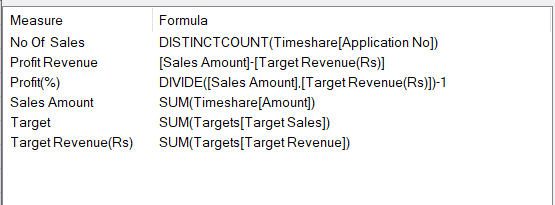 Measure Formula
No Of Sales DISTINCTCOUNT(Timeshare[Application No])
Profit Revenue [Sales Amount]-[Target Revenue(Rs)]
Profit(%) DIVIDE([Sales Amount],[Target Revenue(Rs)])-1
Sales Amount SUM(Timeshare[Amount])
Target SUM(Targets[Target Sales])
Target Revenue(Rs) SUM(Targets[Target Revenue])